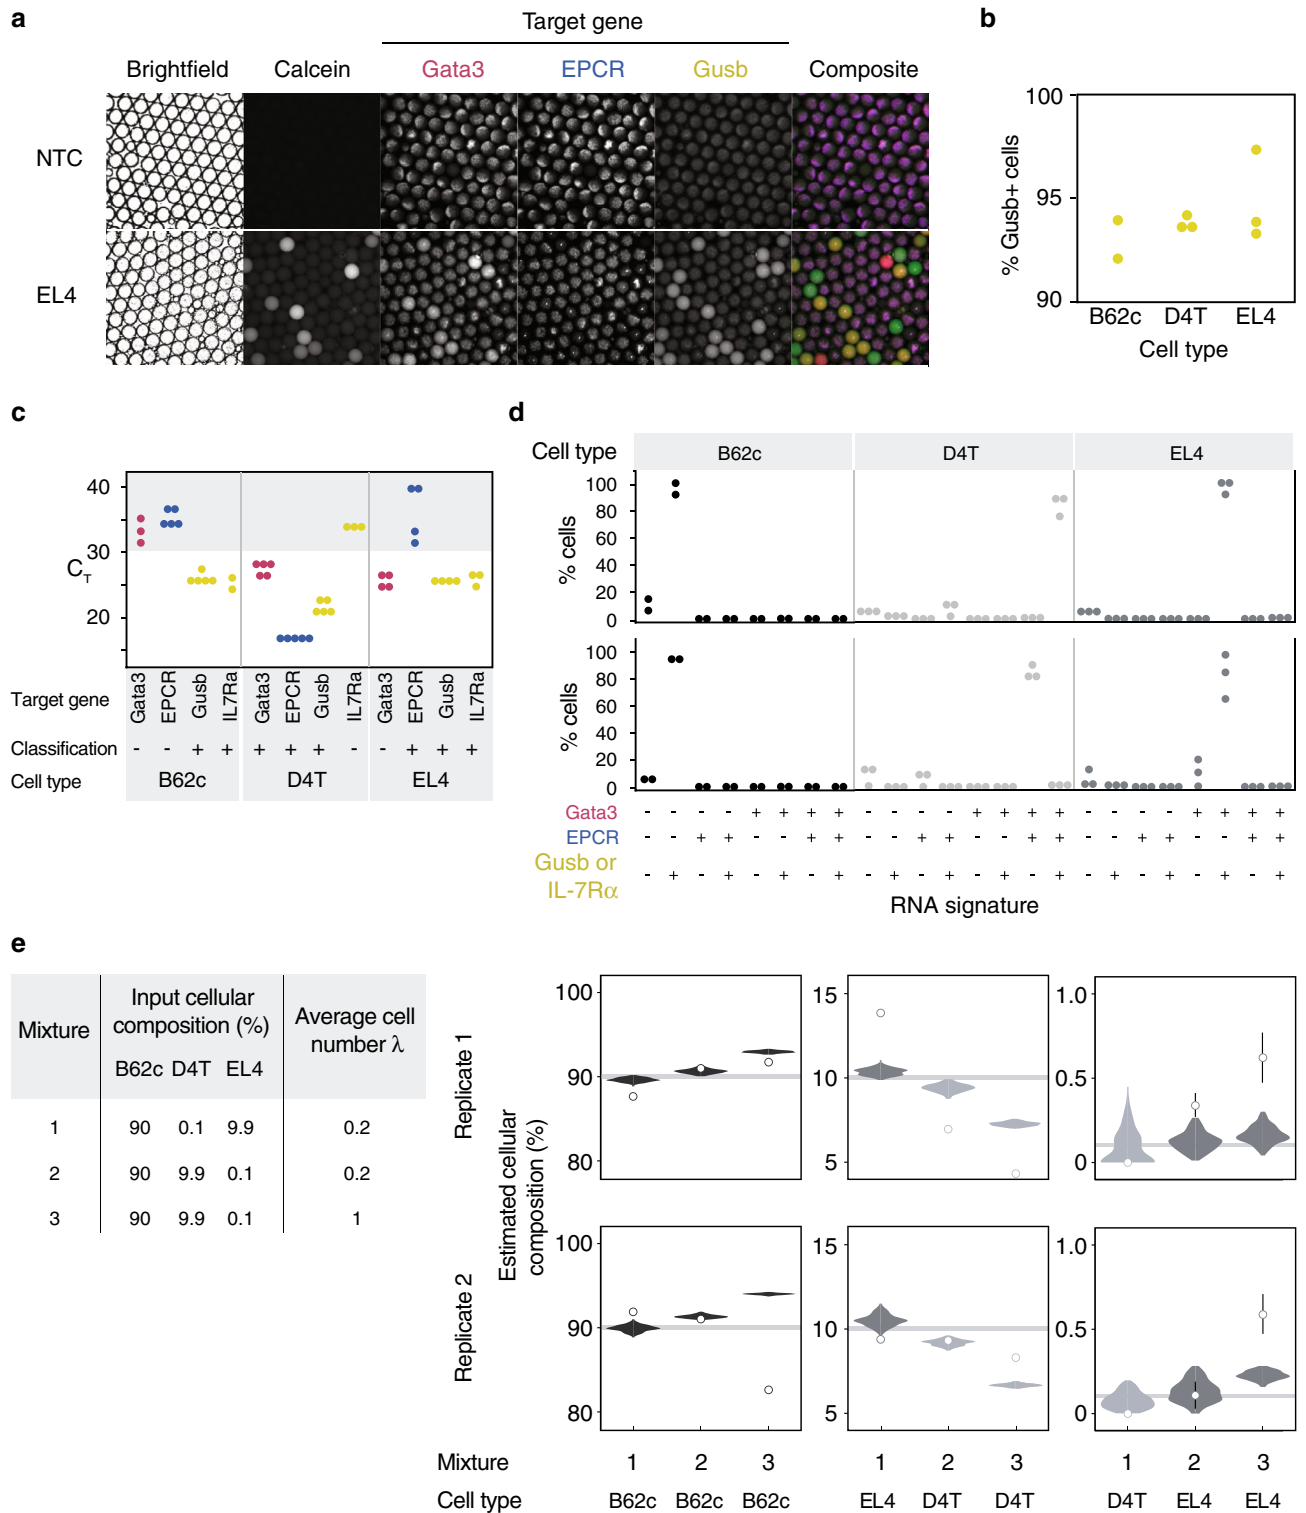 a
Target gene
Brightfield Calcein Gata3 EPCR Gusb Composite
NTC
EL4
b
% Gusb+ cells
100
95
90
B62c D4T EL4
Cell type
c
C_T
40
30
20
Target gene
Gata3 EPCR Gusb IL7Ra Gata3 EPCR Gusb IL7Ra Gata3 EPCR Gusb IL7Ra
Classification - - + + + + + - - + + +
Cell type B62c D4T EL4
d
Cell type B62c D4T EL4
% cells
100
80
60
40
20
0
% cells
100
80
60
40
20
0
Gata3 - - - - + + + + - - - - + + + + - - - - + + + +
EPCR - - + + - - + + - - + + - - + + - - + + - - + +
Gusb or
IL-7Rα - + - + - + - + - + - + - + - + - + - + - + - +
RNA signature
e
Mixture Input cellular composition (%) Average cell number λ
B62c D4T EL4
1 90 0.1 9.9 0.2
2 90 9.9 0.1 0.2
3 90 9.9 0.1 1
Replicate 1
Replicate 2
Estimated cellular
composition (%)
100
90
80
15
10
5
1.0
0.5
0
100
90
80
15
10
5
1.0
0.5
0
Mixture 1 2 3 1 2 3 1 2 3
Cell type B62c B62c B62c EL4 D4T D4T D4T EL4 EL4